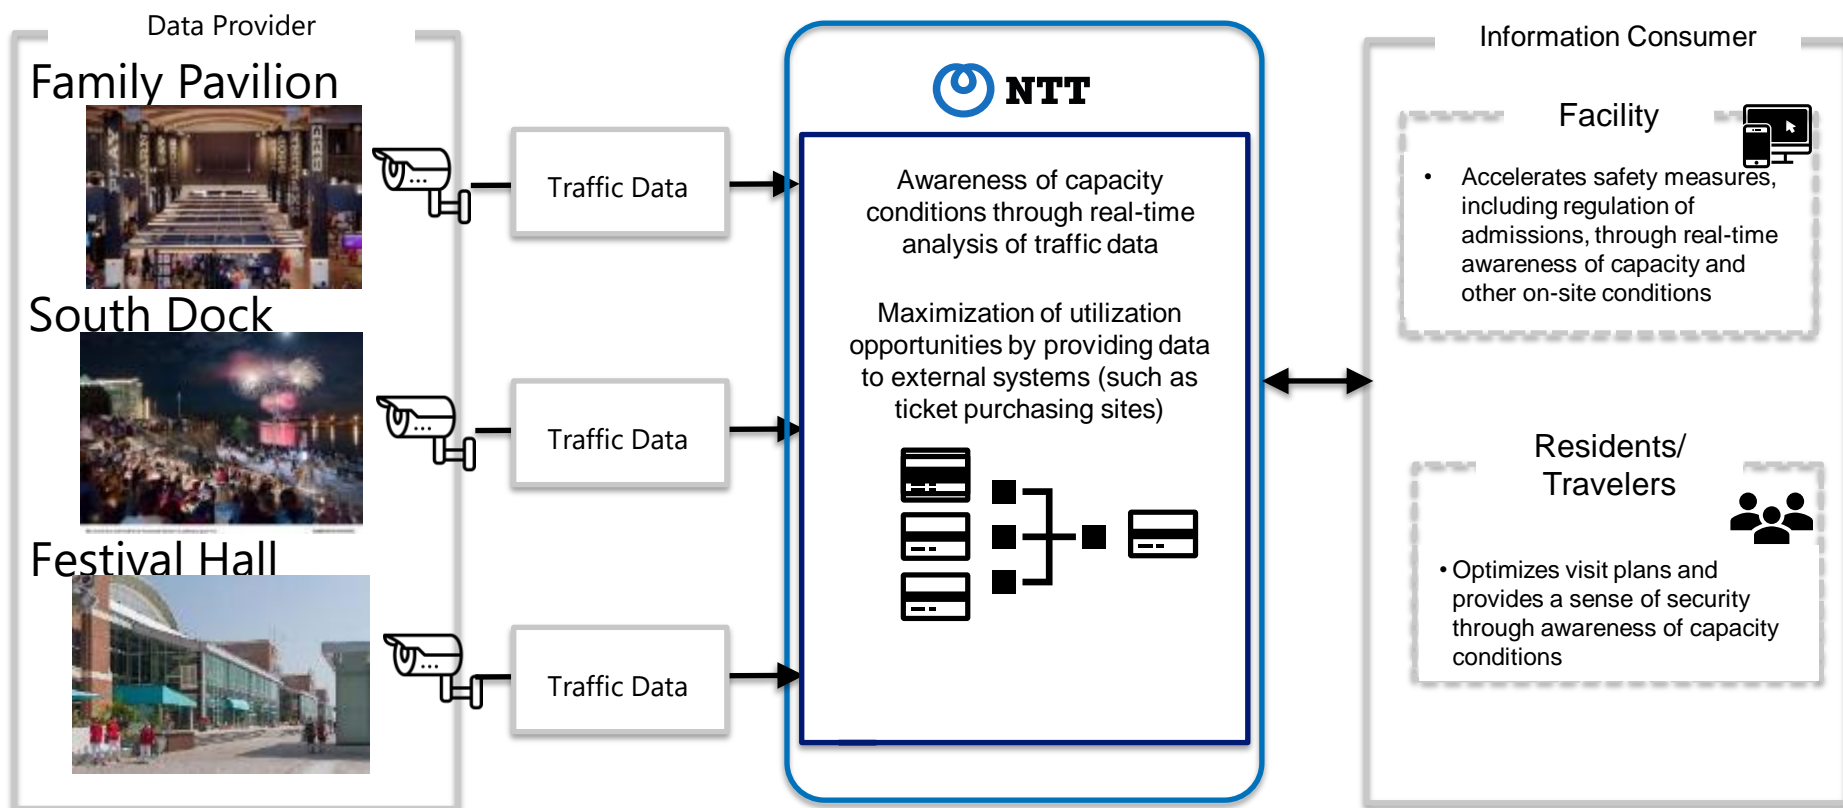 Data Provider
Family Pavilion
South Dock
Festival Hall
Traffic Data
Traffic Data
Traffic Data
NTT
Awareness of capacity
conditions through real-time
analysis of traffic data
Maximization of utilization
opportunities by providing data
to external systems (such as
ticket purchasing sites)
Information Consumer
Facility
• Accelerates safety measures,
including regulation of
admissions, through real-time
awareness of capacity and
other on-site conditions
Residents/
Travelers
• Optimizes visit plans and
provides a sense of security
through awareness of capacity
conditions